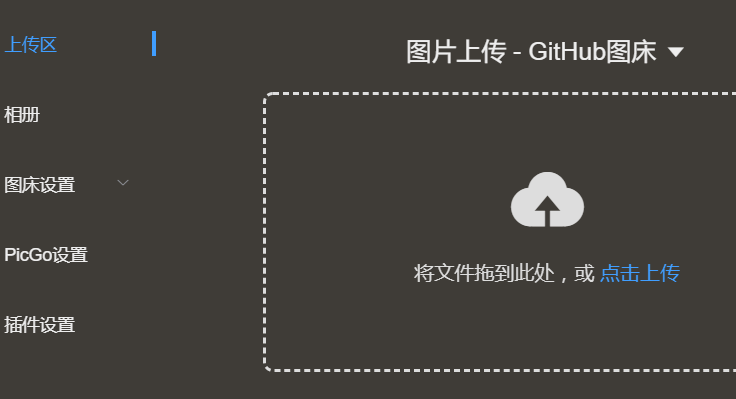 上传区
相册
图床设置
PicGo设置
插件设置
图片上传 - GitHub图床
将文件拖到此处，或 点击上传